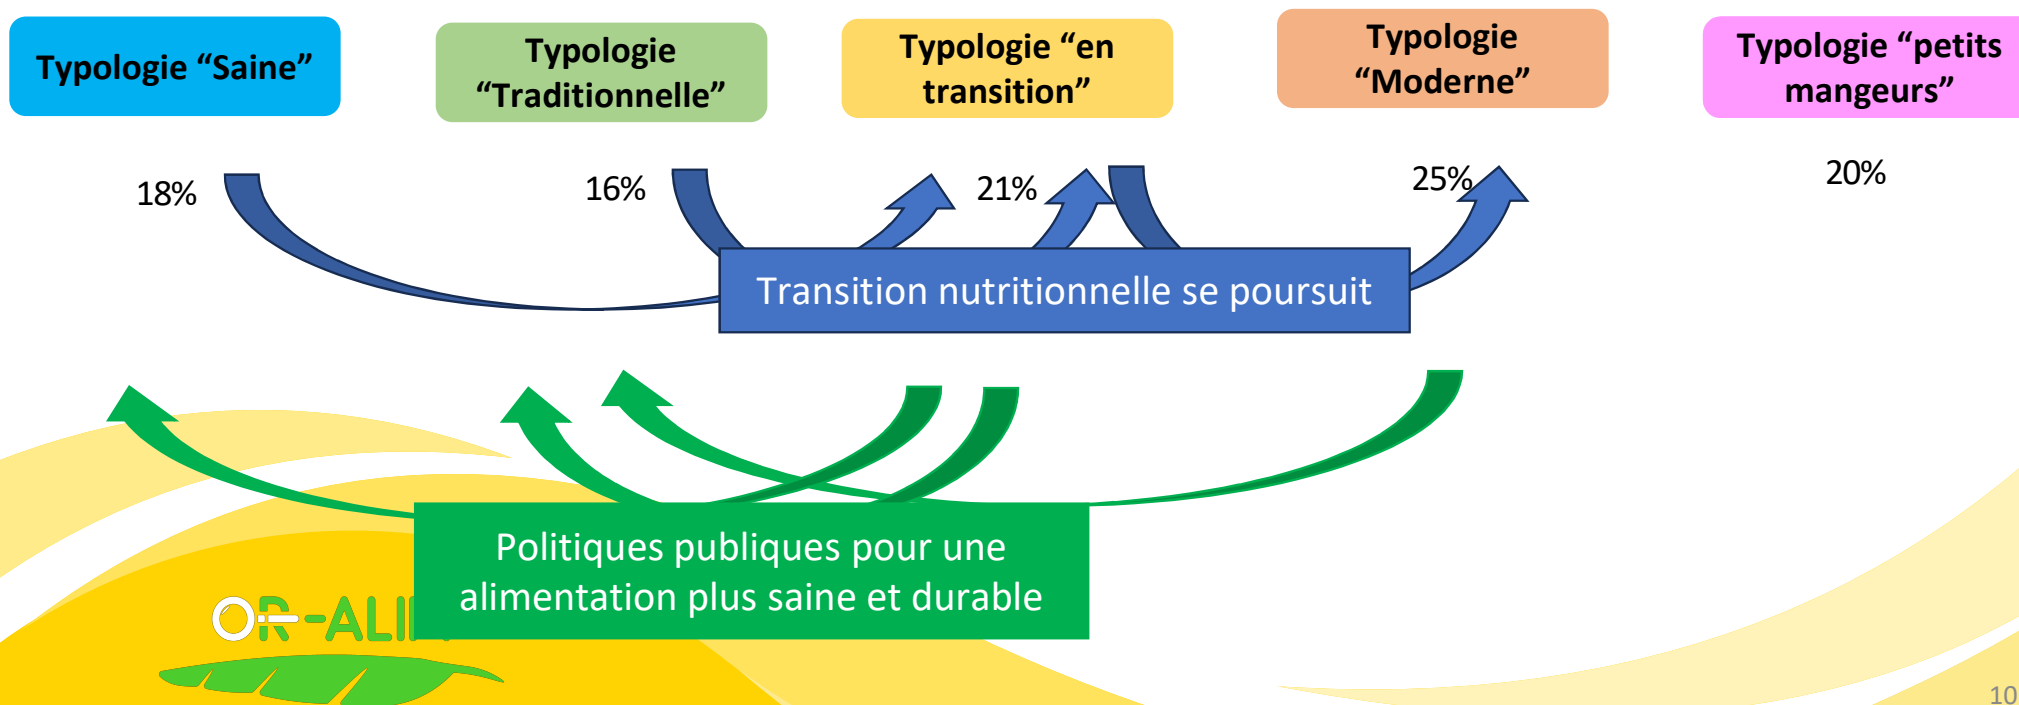 Typologie “Saine”
Typologie
“Traditionnelle”
Typologie “en
transition”
Typologie
“Moderne”
Typologie “petits
mangeurs”
18%
16%
21%
25%
20%
Transition nutritionnelle se poursuit
Politiques publiques pour une
alimentation plus saine et durable
10